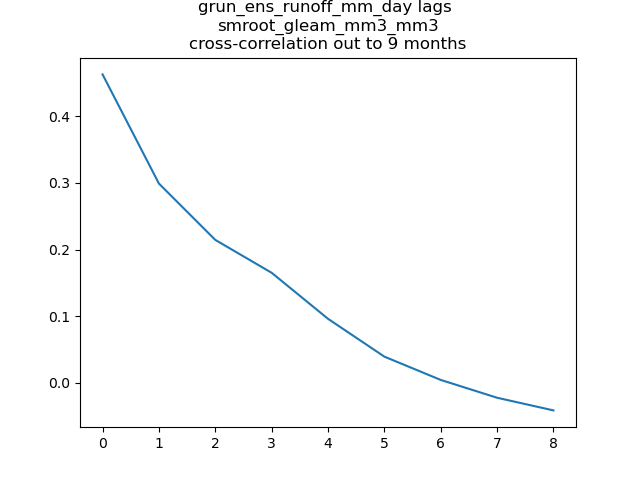 grun_ens_runoff_mm_day lags
smroot_gleam_mm3_mm3
cross-correlation out to 9 months
0.4
0.3
0.2
0.1
0.0
0 1 2 3 4 5 6 7 8